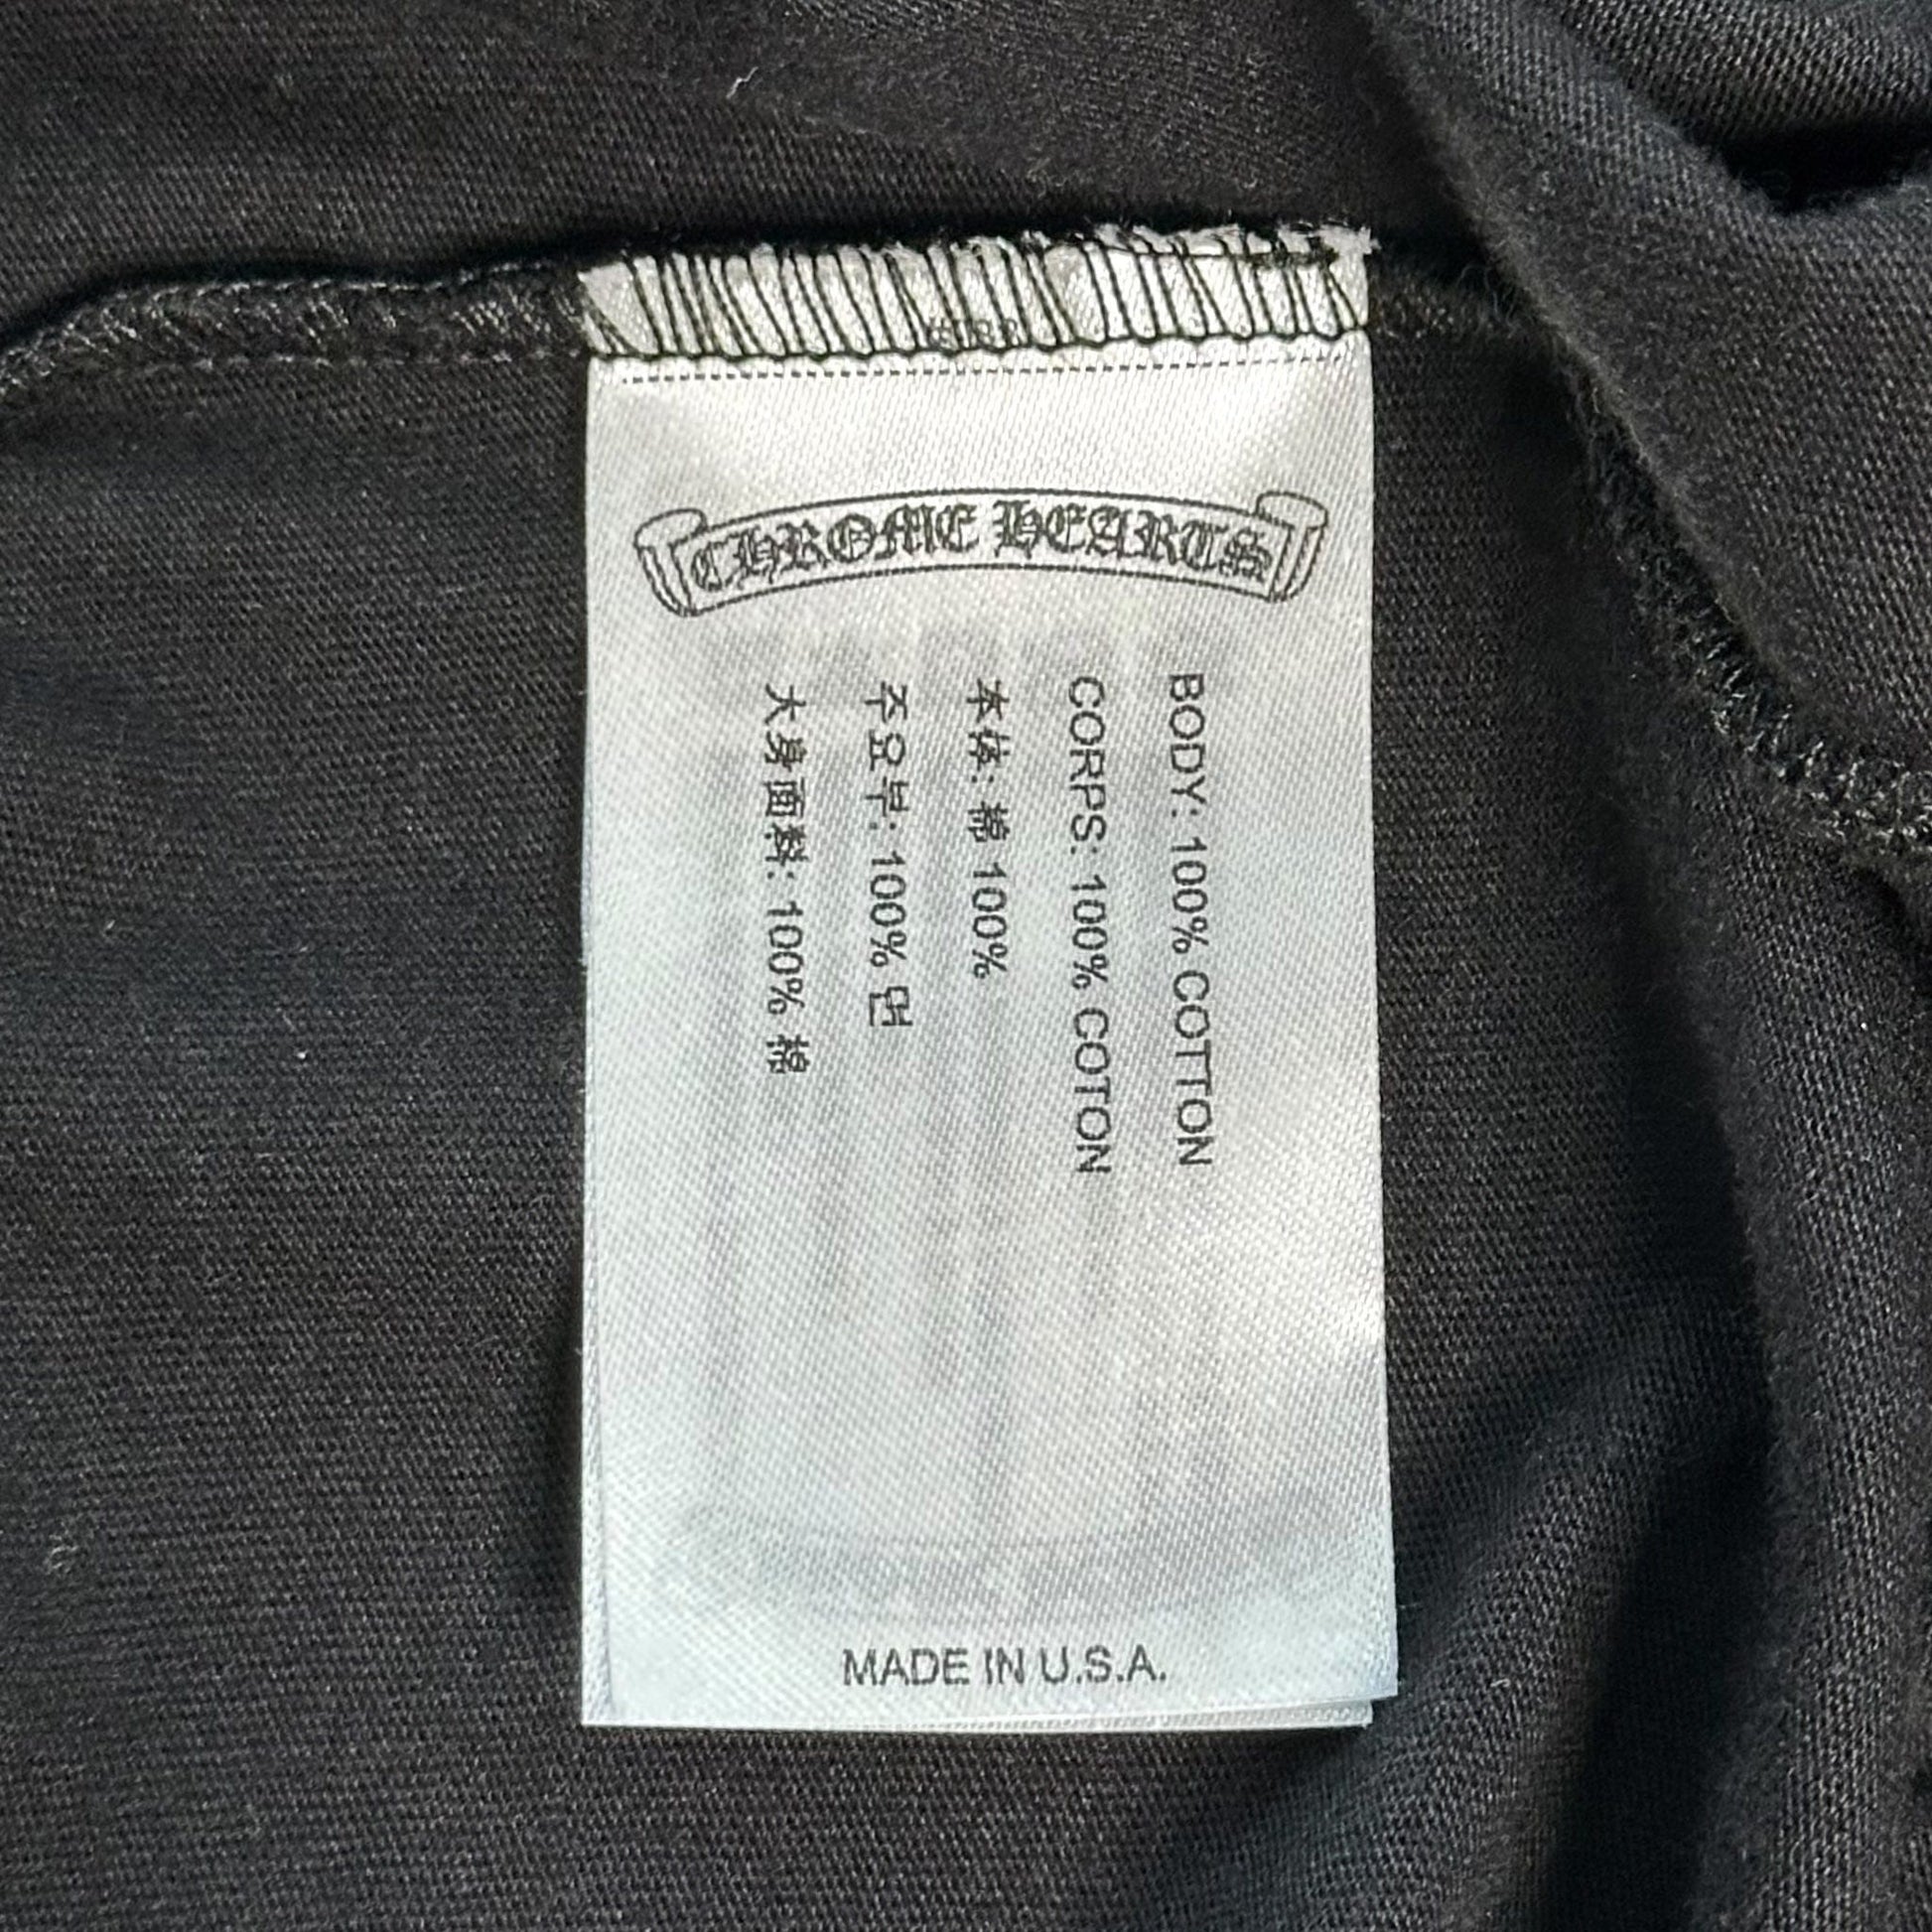 CHROME HEARTS
BODY: 100% COTTON
CORPS: 100% COTON
本体: 棉 100%
주요부: 100% 면
大身面料: 100% 棉
MADE IN U.S.A.